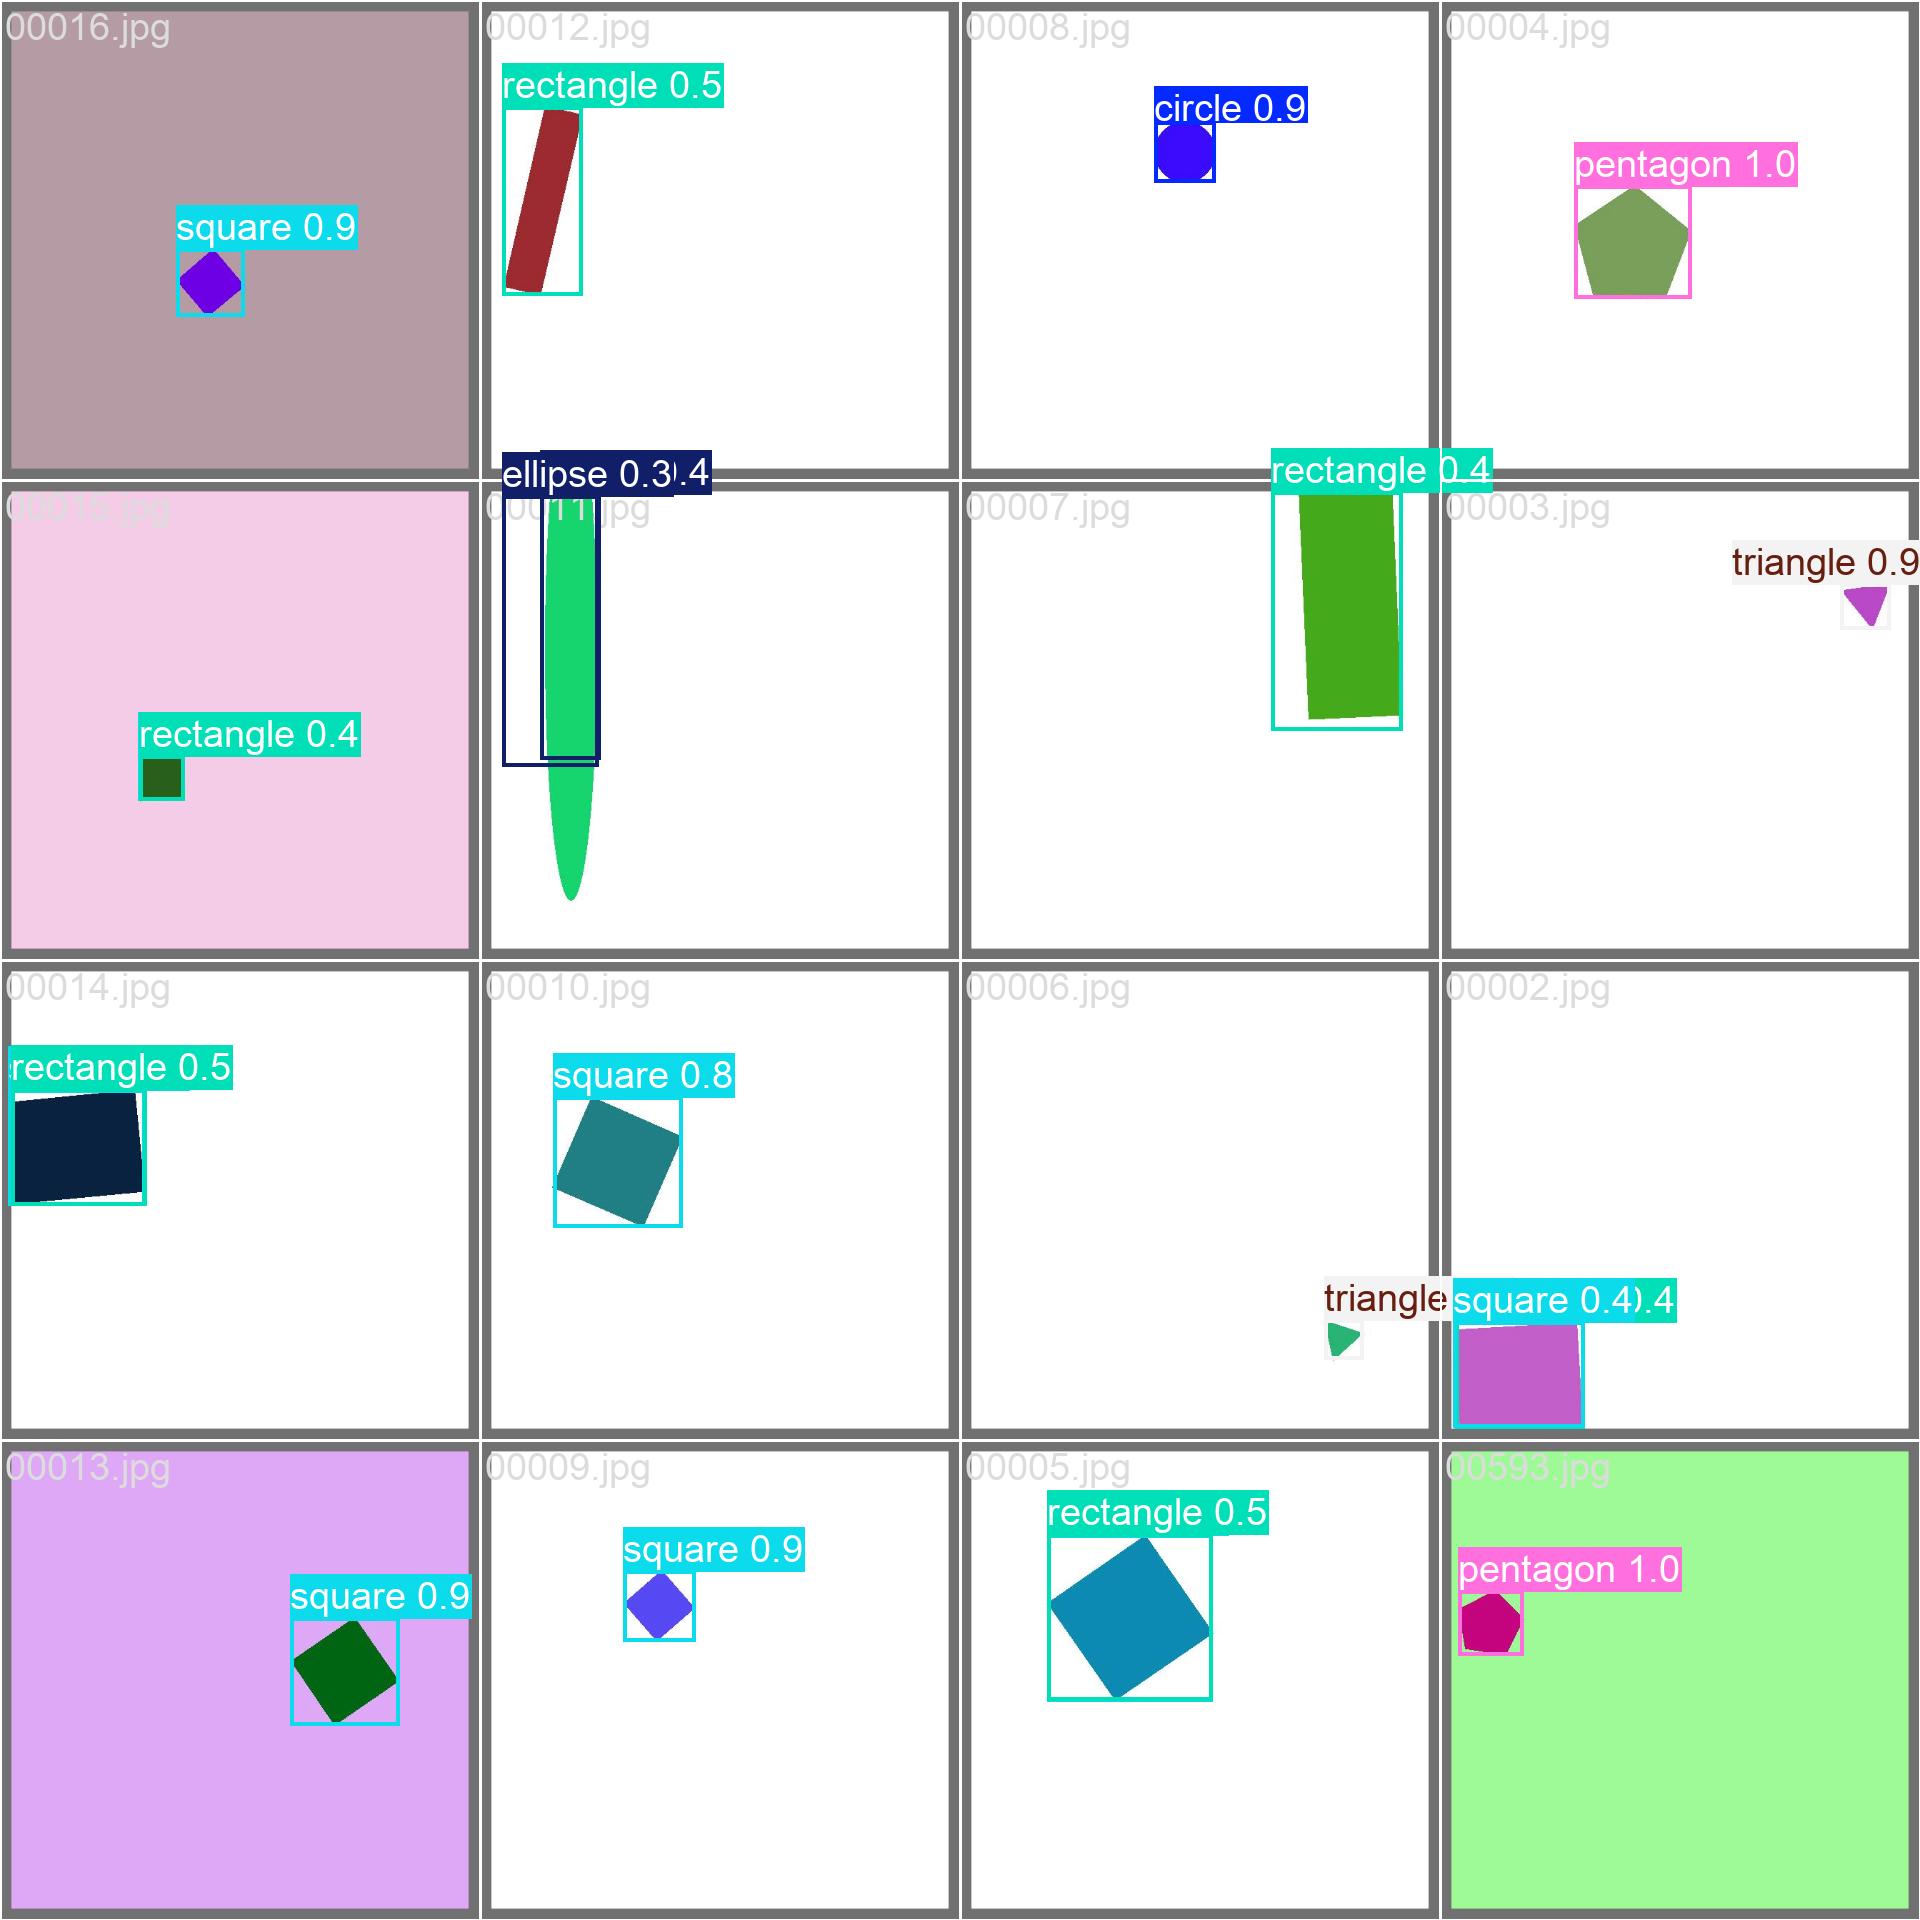 00016.jpg
square 0.9
00012.jpg
rectangle 0.5
00008.jpg
circle 0.9
00004.jpg
pentagon 1.0
00015.jpg
rectangle 0.4
00011.jpg
ellipse 0.3
.4
00007.jpg
rectangle 0.4
00003.jpg
triangle 0.9
00014.jpg
rectangle 0.5
00010.jpg
square 0.8
00006.jpg
triangle
00002.jpg
square 0.4
.4
00013.jpg
square 0.9
00009.jpg
square 0.9
00005.jpg
rectangle 0.5
00593.jpg
pentagon 1.0